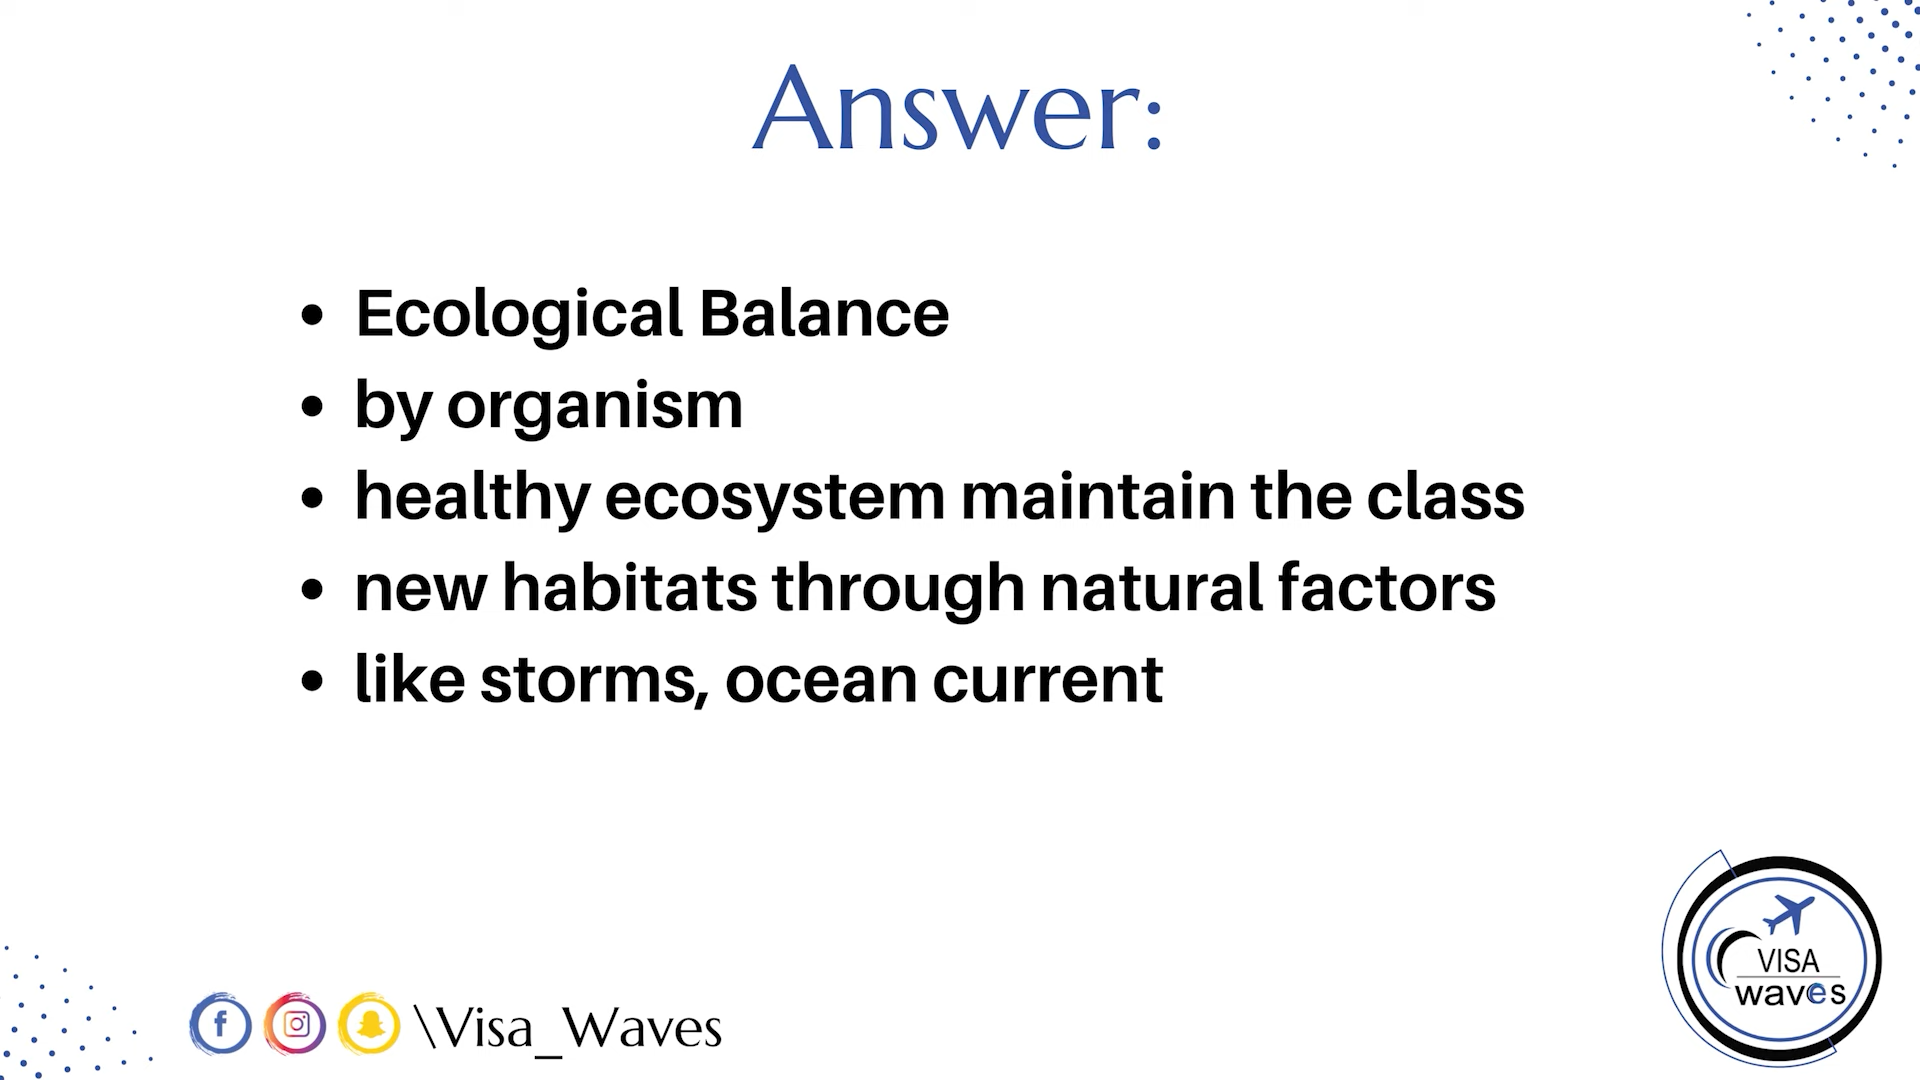 Answer:
• Ecological Balance
• by organism
• healthy ecosystem maintain the class
• new habitats through natural factors
• like storms, ocean current
\Visa_Waves
VISA
waves